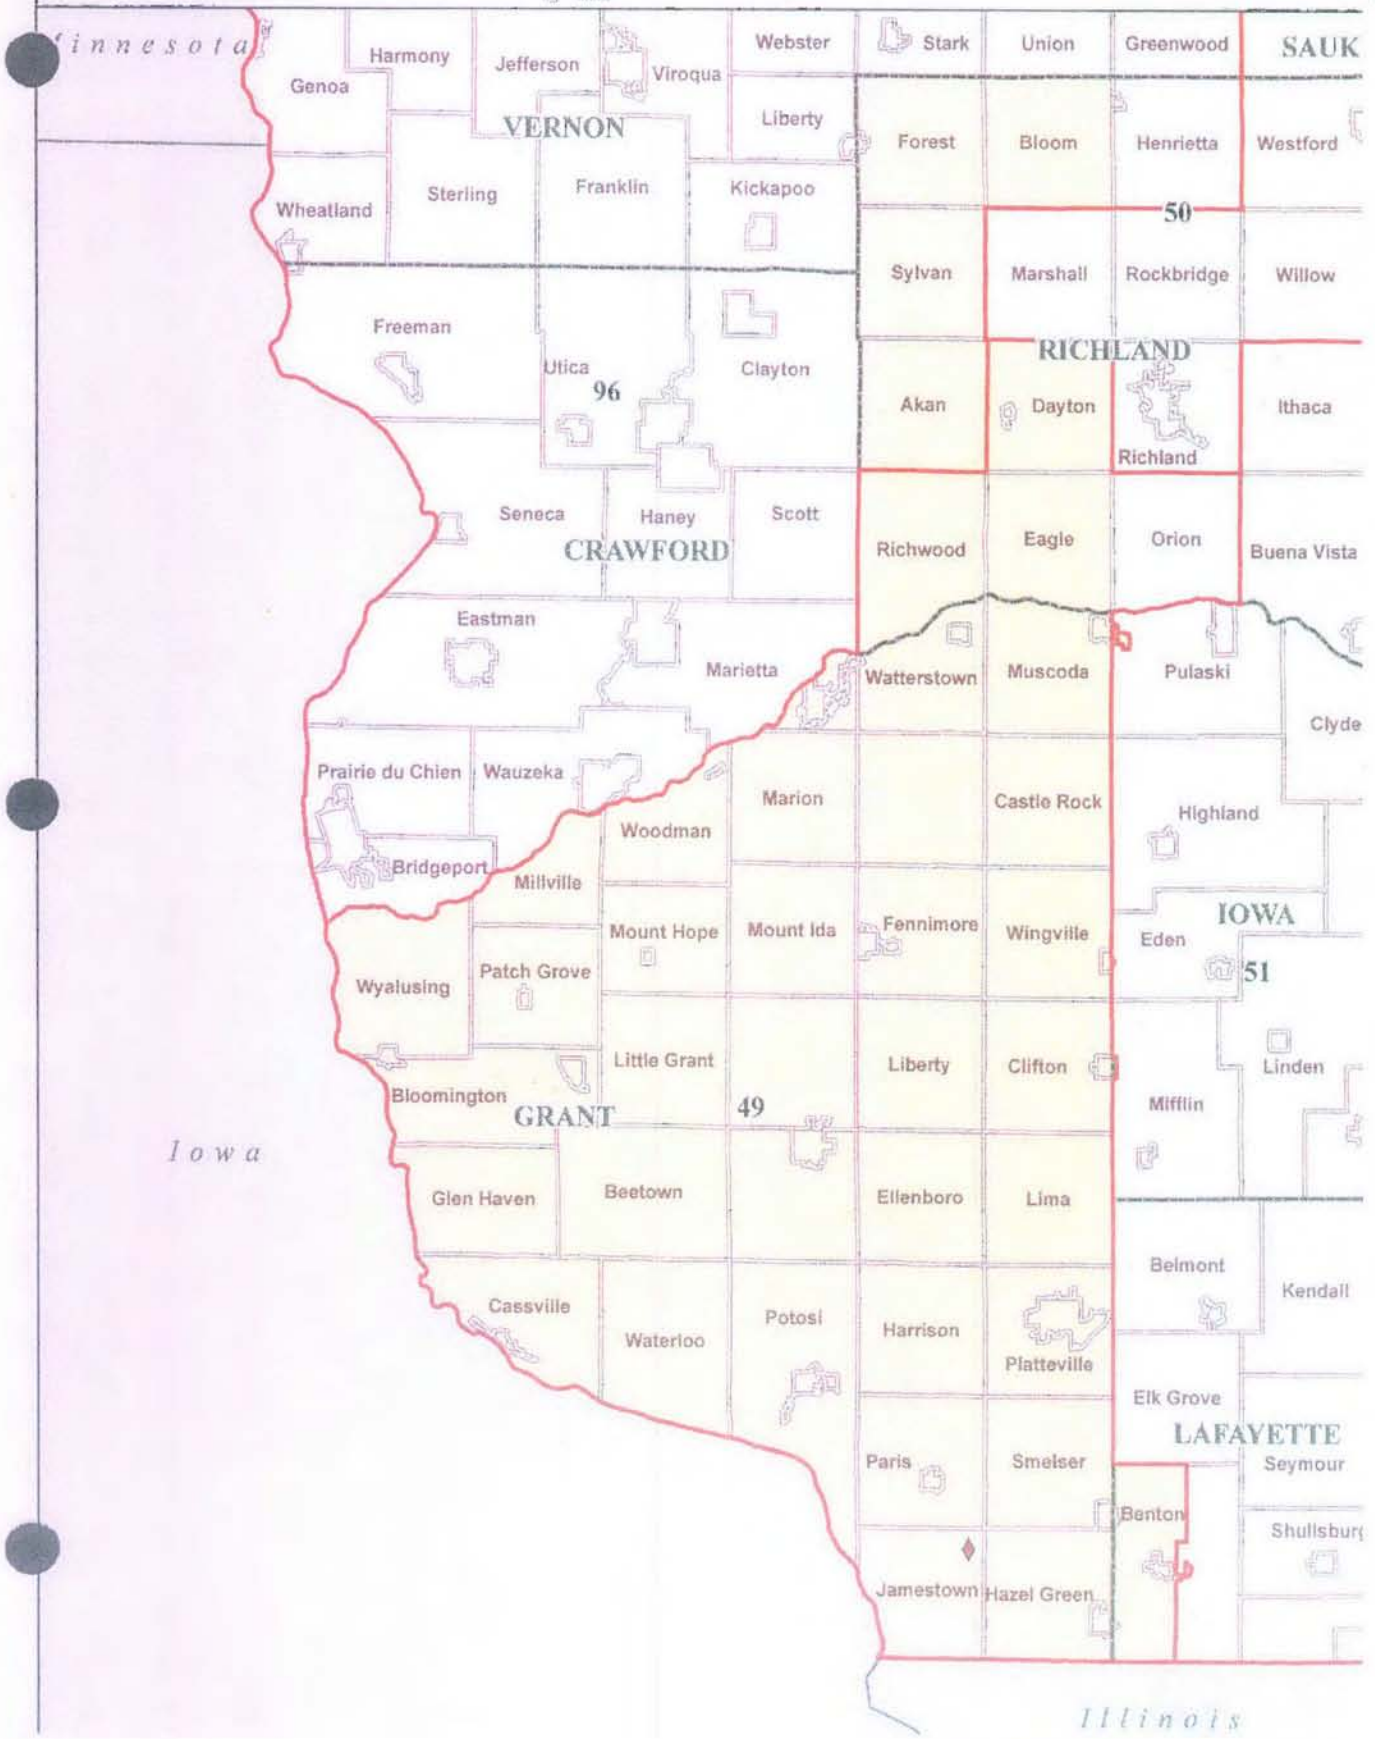 Minnesota
Harmony
Jefferson
Viroqua
Webster
Stark
Union
Greenwood
SAUK
Genoa
VERNON
Liberty
Forest
Bloom
Henrietta
Westford
Wheatland
Sterling
Franklin
Kickapoo
50
Sylvan
Marshall
Rockbridge
Willow
Freeman
Utica
96
Clayton
RICHLAND
Akan
Dayton
Ithaca
Richland
Seneca
Haney
Scott
CRAWFORD
Richwood
Eagle
Orion
Buena Vista
Eastman
Marietta
Watterstown
Muscoda
Pulaski
Clyde
Prairie du Chien
Wauzeka
Marion
Castle Rock
Highland
Woodman
Bridgeport
Millville
Mount Hope
Mount Ida
Fennimore
Wingville
IOWA
Eden
51
Wyalusing
Patch Grove
Little Grant
Liberty
Clifton
Linden
Bloomington
GRANT
49
Mifflin
Iowa
Glen Haven
Beetown
Ellenboro
Lima
Belmont
Kendall
Cassville
Waterloo
Potosi
Harrison
Platteville
Elk Grove
LAFAYETTE
Paris
Smelser
Seymour
Benton
Shullsburg
Jamestown
Hazel Green
Illinois